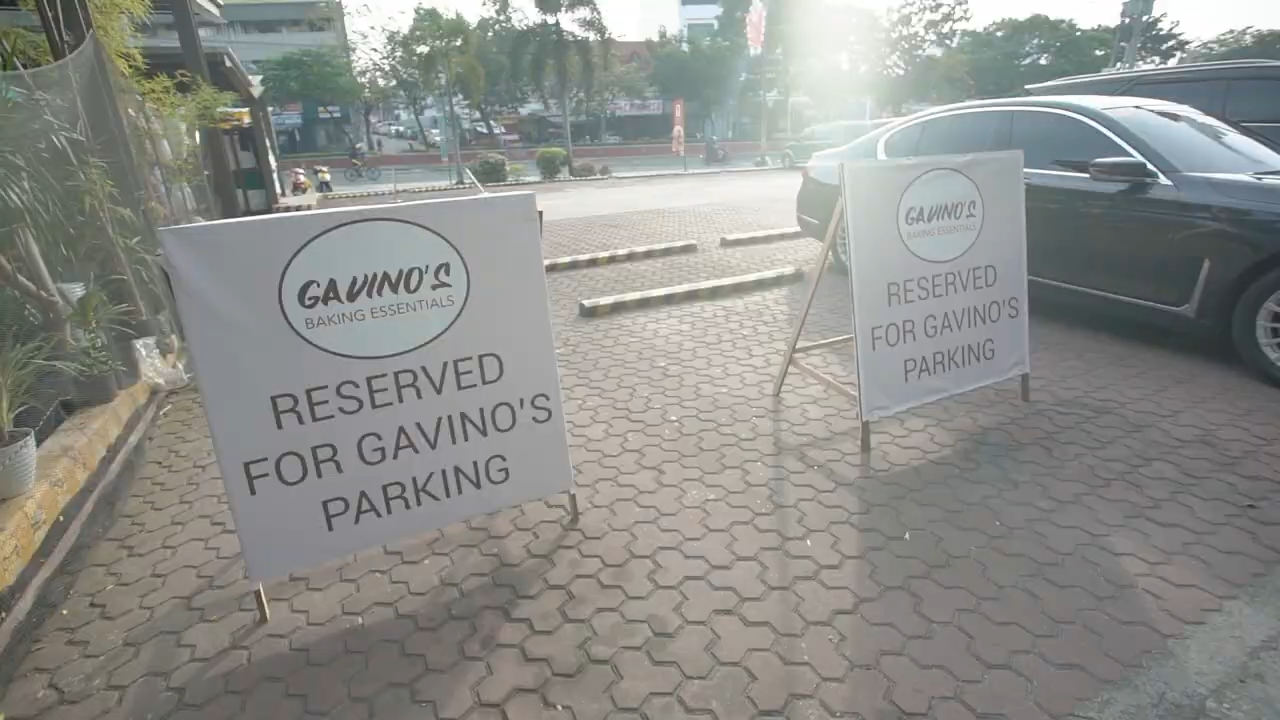 GAVINO'S
BAKING ESSENTIALS
RESERVED
FOR GAVINO'S
PARKING
GAVINO'S
BAKING ESSENTIALS
RESERVED
FOR GAVINO'S
PARKING